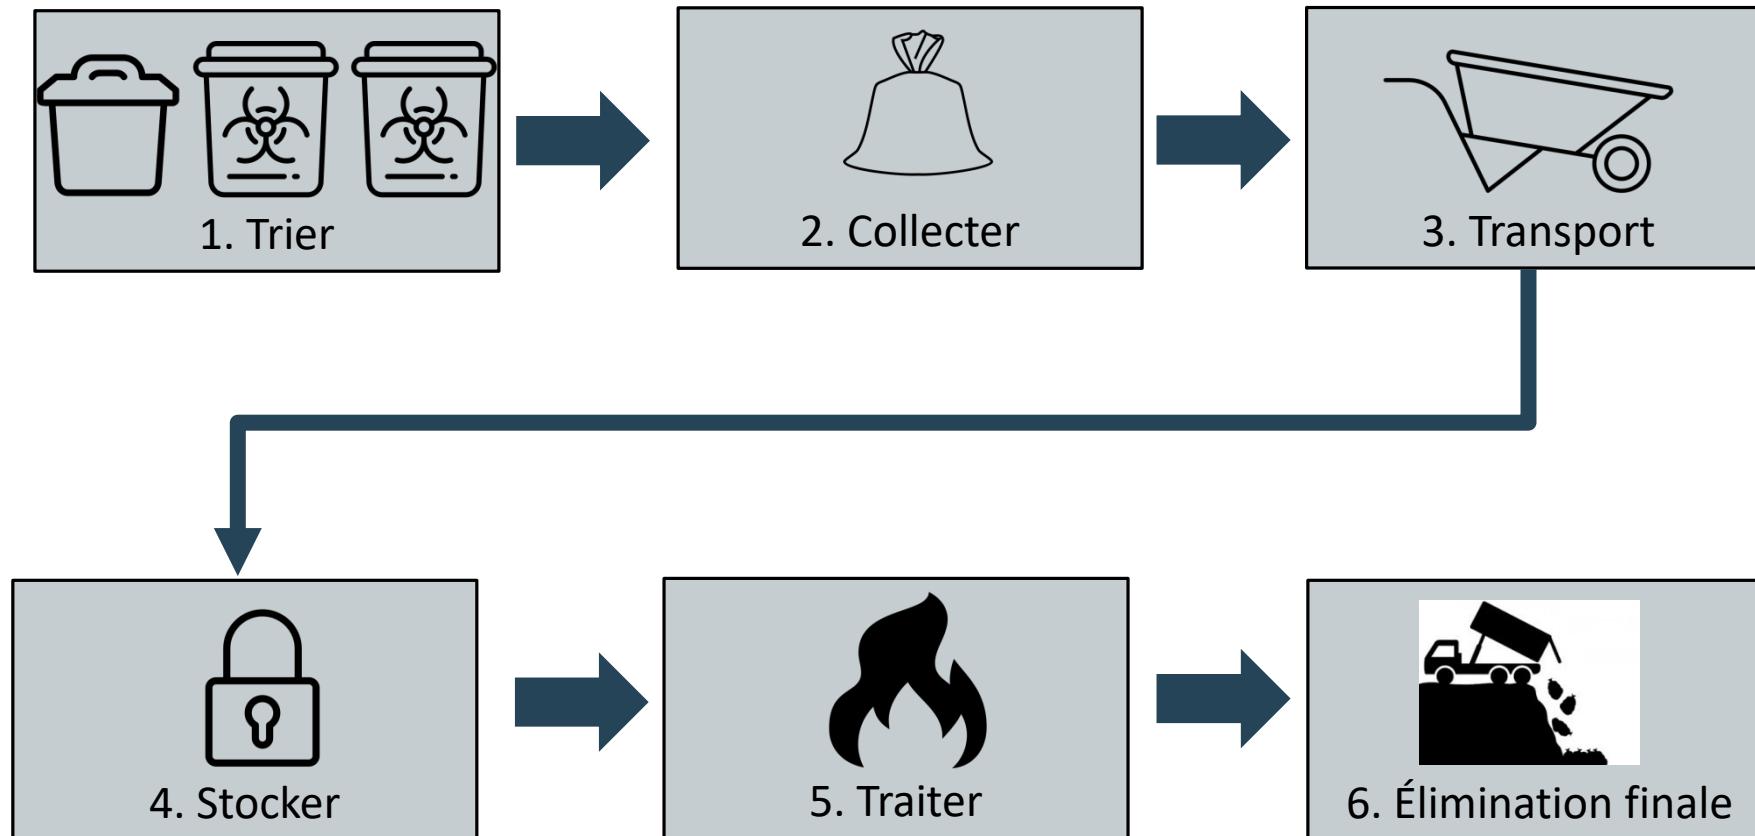 1. Trier
2. Collecter
3. Transport
4. Stocker
5. Traiter
6. Élimination finale